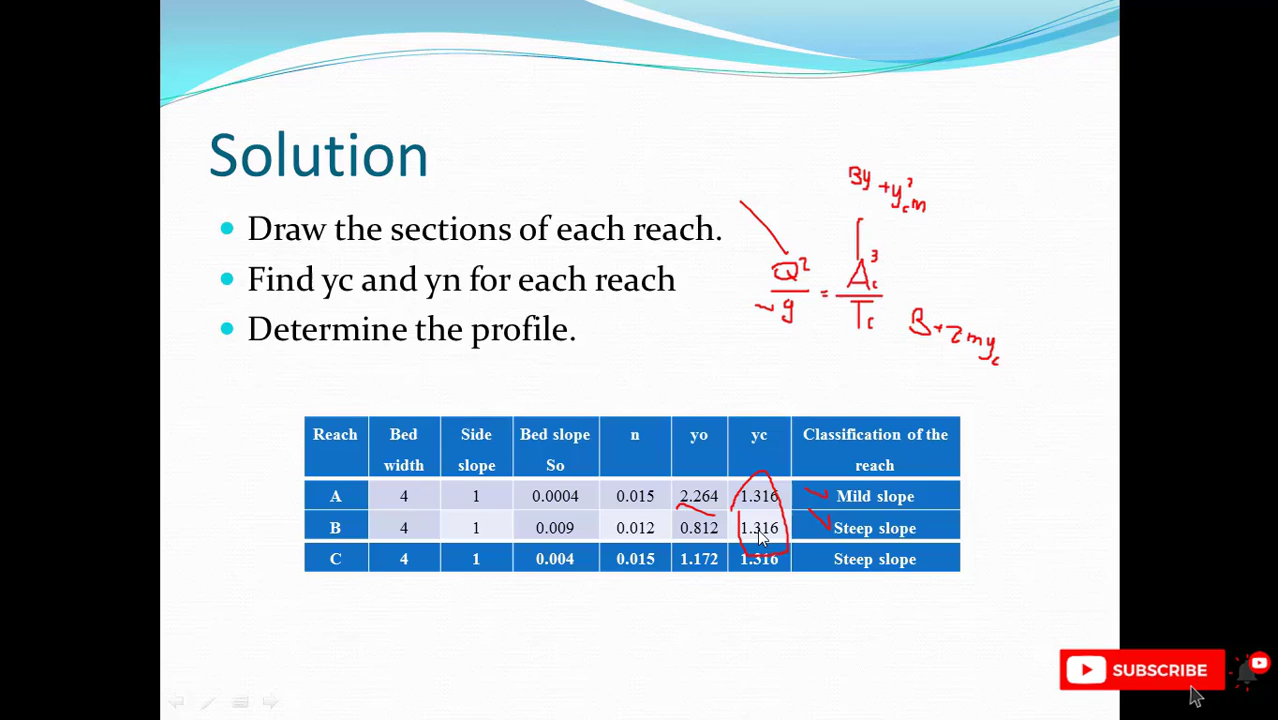 Solution
By + yc²m
Draw the sections of each reach.
Q² / g = Ac³ / Tc
Find yc and yn for each reach
B + 2myc
Determine the profile.
Reach Bed width Side slope Bed slope So n yo yc Classification of the reach
A 4 1 0.0004 0.015 2.264 1.316 Mild slope
B 4 1 0.009 0.012 0.812 1.316 Steep slope
C 4 1 0.004 0.015 1.172 1.316 Steep slope
SUBSCRIBE